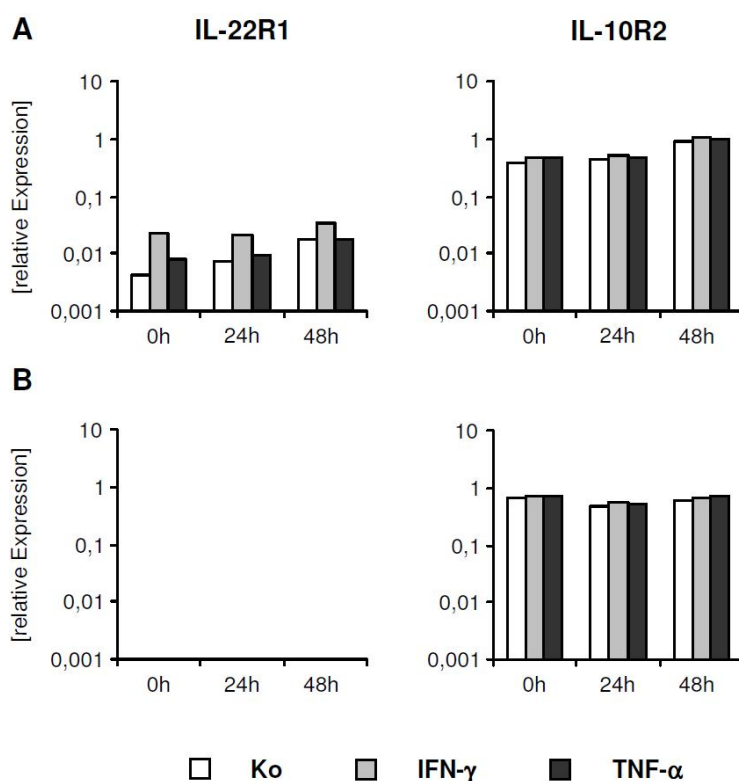 A
IL-22R1
IL-10R2
[relative Expression]
10
1
0,1
0,01
0,001
0h
24h
48h
10
1
0,1
0,01
0,001
0h
24h
48h
B
[relative Expression]
10
1
0,1
0,01
0,001
0h
24h
48h
10
1
0,1
0,01
0,001
0h
24h
48h
Ko
IFN-γ
TNF-α